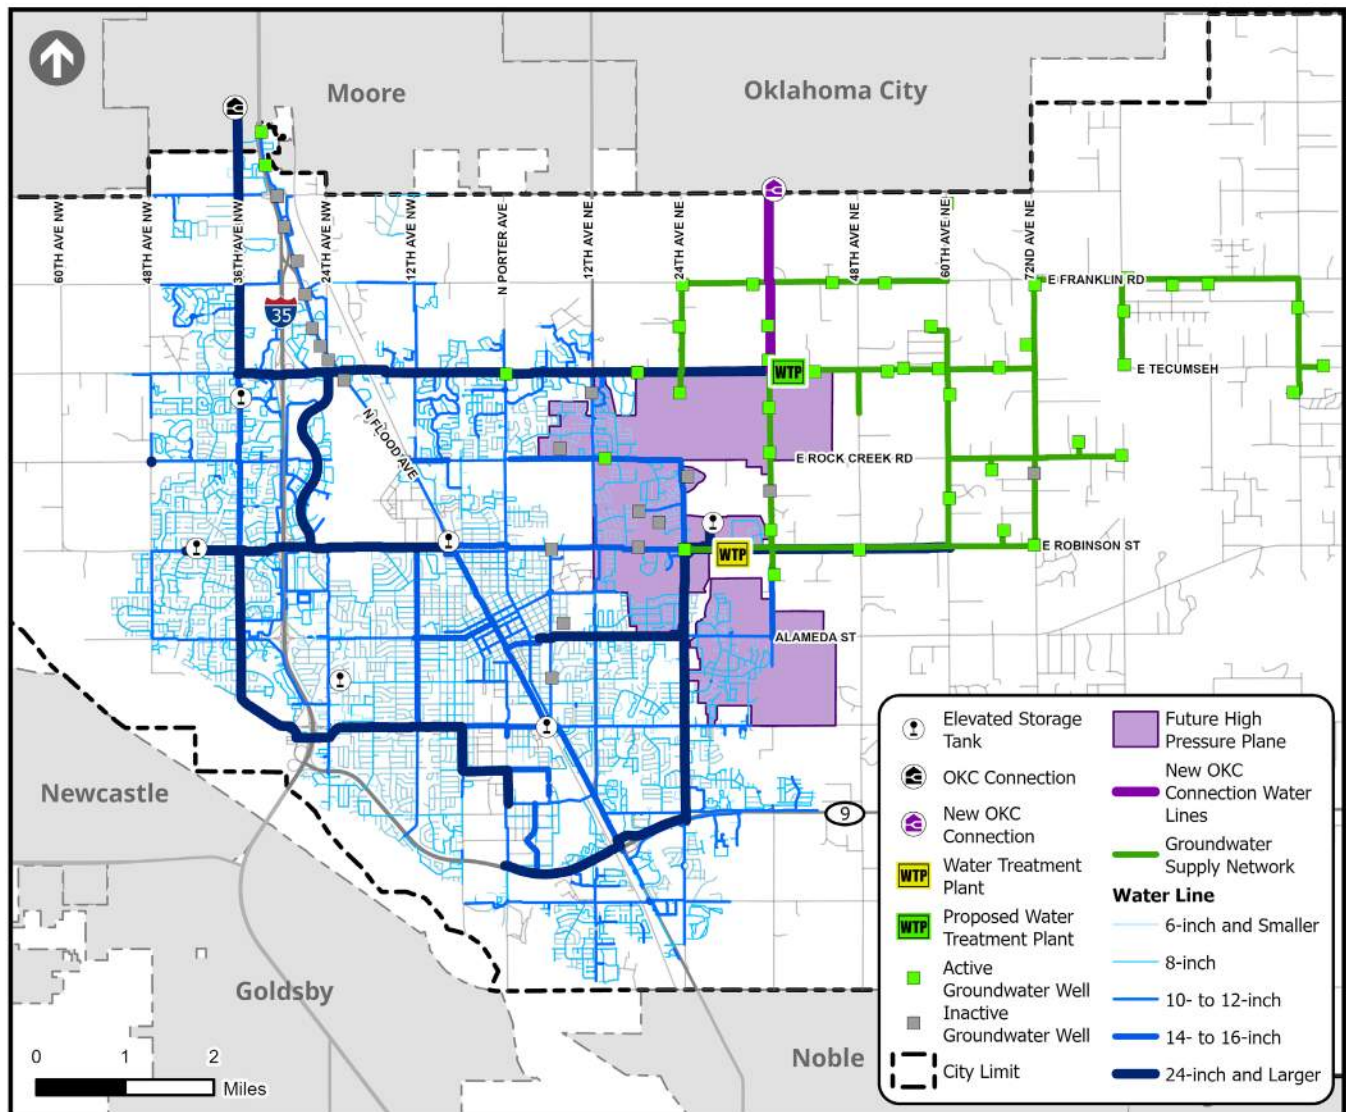 Moore
Oklahoma City
60TH AVE NW
48TH AVE NW
36TH AVE NW
24TH AVE NW
12TH AVE NW
N PORTER AVE
12TH AVE NE
24TH AVE NE
48TH AVE NE
60TH AVE NE
72ND AVE NE
E FRANKLIN RD
35
WTP
E TECUMSEH
N FLOOD AVE
E ROCK CREEK RD
WTP
E ROBINSON ST
ALAMEDA ST
9
Newcastle
Goldsby
Noble
0 1 2
Miles
Elevated Storage
Tank
OKC Connection
New OKC
Connection
WTP
Water Treatment
Plant
WTP
Proposed Water
Treatment Plant
Active
Groundwater Well
Inactive
Groundwater Well
City Limit
Future High
Pressure Plane
New OKC
Connection Water
Lines
Groundwater
Supply Network
Water Line
6-inch and Smaller
8-inch
10- to 12-inch
14- to 16-inch
24-inch and Larger